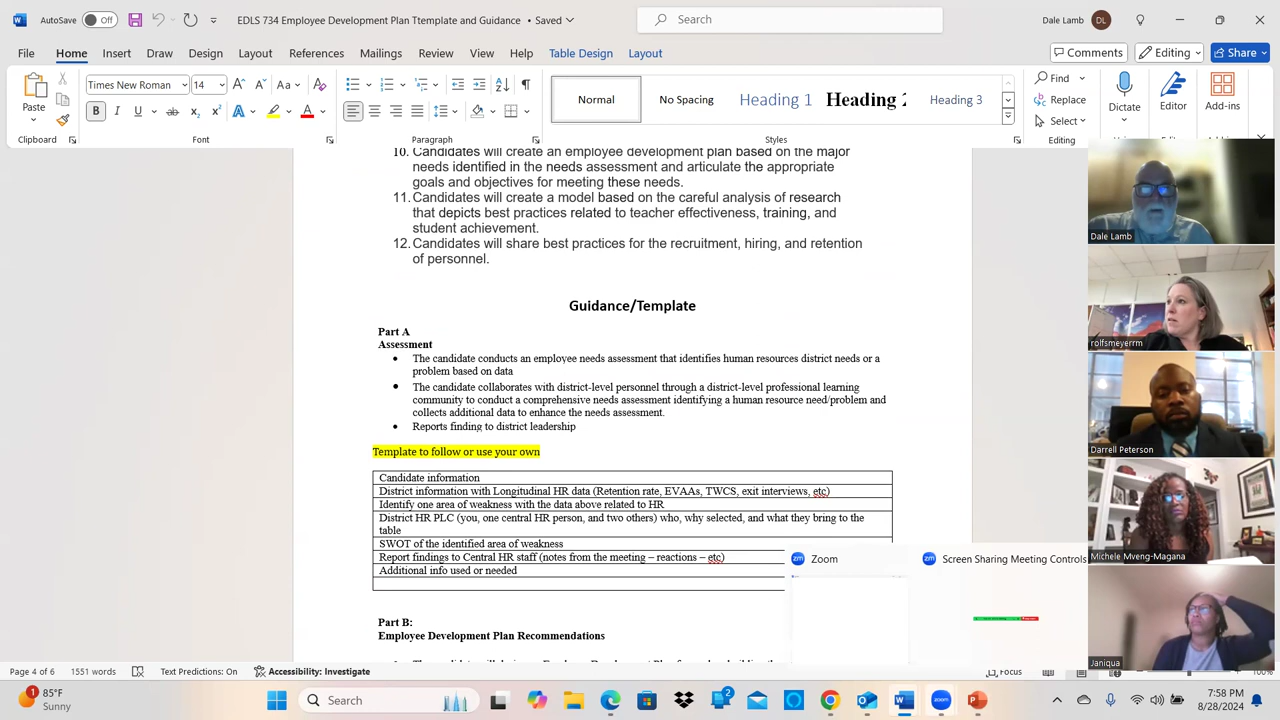 AutoSave Off EDLS 734 Employee Development Plan Ttemplate and Guidance • Saved Search Dale Lamb DL
File Home Insert Draw Design Layout References Mailings Review View Help Table Design Layout Comments Editing Share
Paste Times New Roman 14 Aa Normal No Spacing Heading 1 Heading 2 Heading 3 Find Replace Select Dictate Editor Add-ins
Clipboard Font Paragraph Styles Editing
10. Candidates will create an employee development plan based on the major
needs identified in the needs assessment and articulate the appropriate
goals and objectives for meeting these needs.
11. Candidates will create a model based on the careful analysis of research
that depicts best practices related to teacher effectiveness, training, and
student achievement.
12. Candidates will share best practices for the recruitment, hiring, and retention
of personnel.
Guidance/Template
Part A
Assessment
• The candidate conducts an employee needs assessment that identifies human resources district needs or a
problem based on data
• The candidate collaborates with district-level personnel through a district-level professional learning
community to conduct a comprehensive needs assessment identifying a human resource need/problem and
collects additional data to enhance the needs assessment.
• Reports finding to district leadership
Template to follow or use your own
Candidate information
District information with Longitudinal HR data (Retention rate, EVAAs, TWCS, exit interviews, etc)
Identify one area of weakness with the data above related to HR
District HR PLC (you, one central HR person, and two others) who, why selected, and what they bring to the
table
SWOT of the identified area of weakness
Report findings to Central HR staff (notes from the meeting – reactions – etc)
Additional info used or needed
Part B:
Employee Development Plan Recommendations
Zoom Screen Sharing Meeting Controls
Dale Lamb
rolfsmeyerrm
Darrell Peterson
Michele Mveng-Magana
Janiqua
Page 4 of 6 1551 words Text Predictions: On Accessibility: Investigate Focus
1 85°F
Sunny
Search
2
7:58 PM
8/28/2024